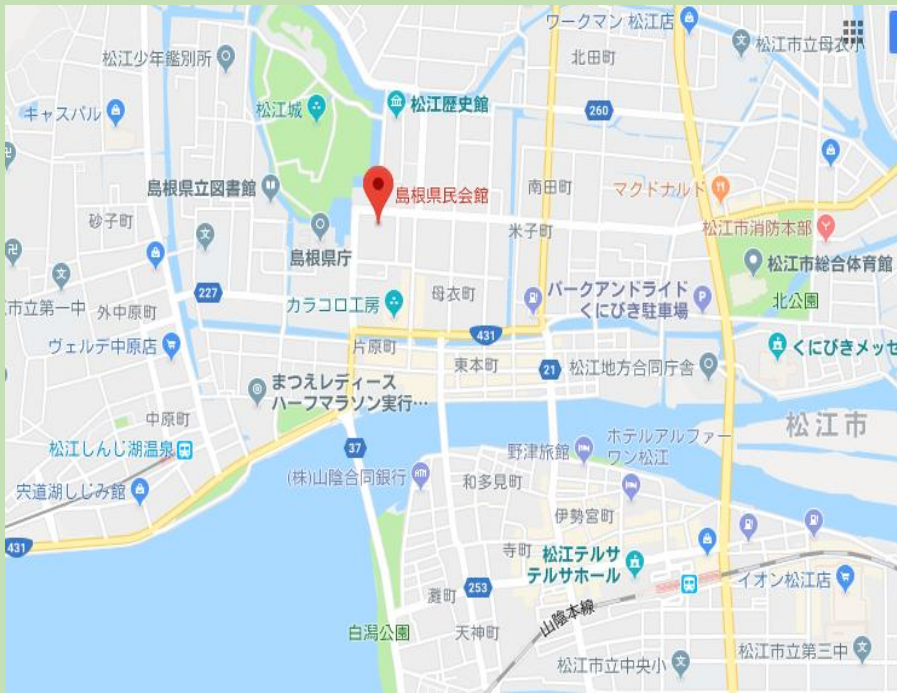 ワークマン 松江店
松江市立母衣小
松江少年鑑別所
北田町
キャスパル
松江城
松江歴史館
260
島根県立図書館
島根県民会館
南田町
マクドナルド
砂子町
米子町
松江市消防本部
島根県庁
松江市総合体育館
227
母衣町
パークアンドライド
くにびき駐車場
北公園
市立第一中
外中原町
カラコロ工房
431
ヴェルデ中原店
片原町
東本町
21
松江地方合同庁舎
くにびきメッセ
まつえレディース
ハーフマラソン実行…
中原町
松江市
松江しんじ湖温泉
37
野津旅館
ホテルアルファー
ワン松江
(株)山陰合同銀行
和多見町
宍道湖しじみ館
伊勢宮町
431
寺町
松江テルサ
テルサホール
253
灘町
イオン松江店
山陰本線
白潟公園
天神町
松江市立中央小
松江市立第三中